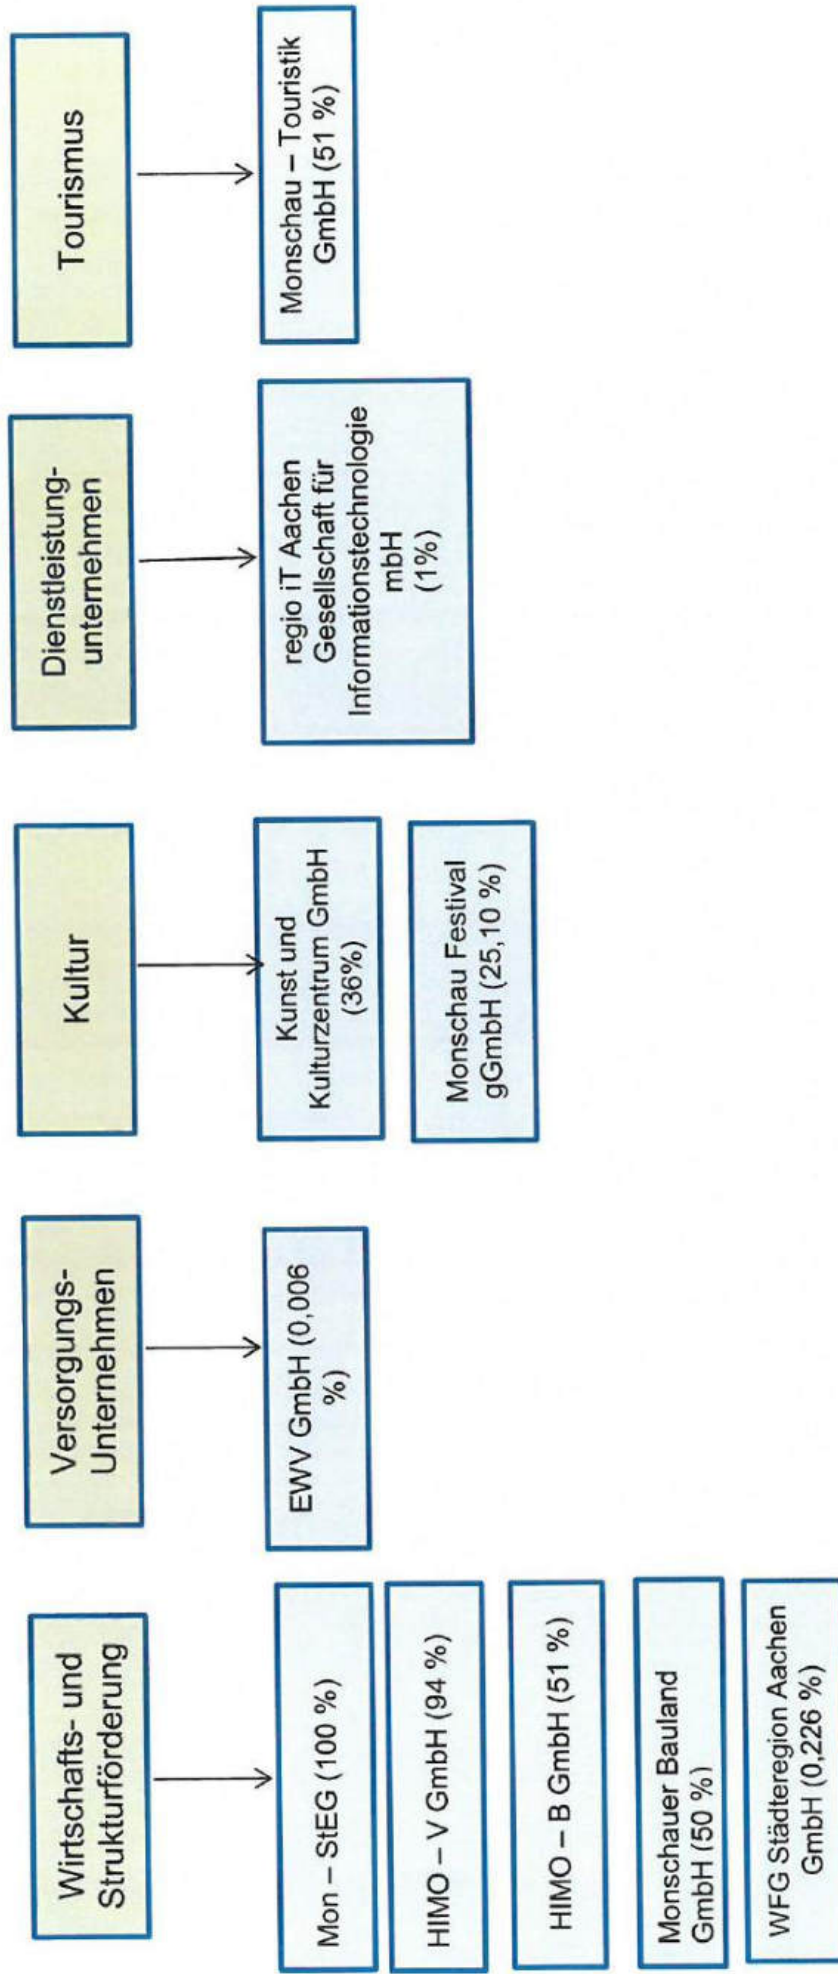 Wirtschafts- und
Strukturförderung
Mon – StEG (100 %)
HIMO – V GmbH (94 %)
HIMO – B GmbH (51 %)
Monschauer Bauland
GmbH (50 %)
WFG Städteregion Aachen
GmbH (0,226 %)
Versorgungs-
Unternehmen
EWV GmbH (0,006
%)
Kultur
Kunst und
Kulturzentrum GmbH
(36%)
Monschau Festival
gGmbH (25,10 %)
Dienstleistung-
unternehmen
regio iT Aachen
Gesellschaft für
Informationstechnologie
mbH
(1%)
Tourismus
Monschau – Touristik
GmbH (51 %)